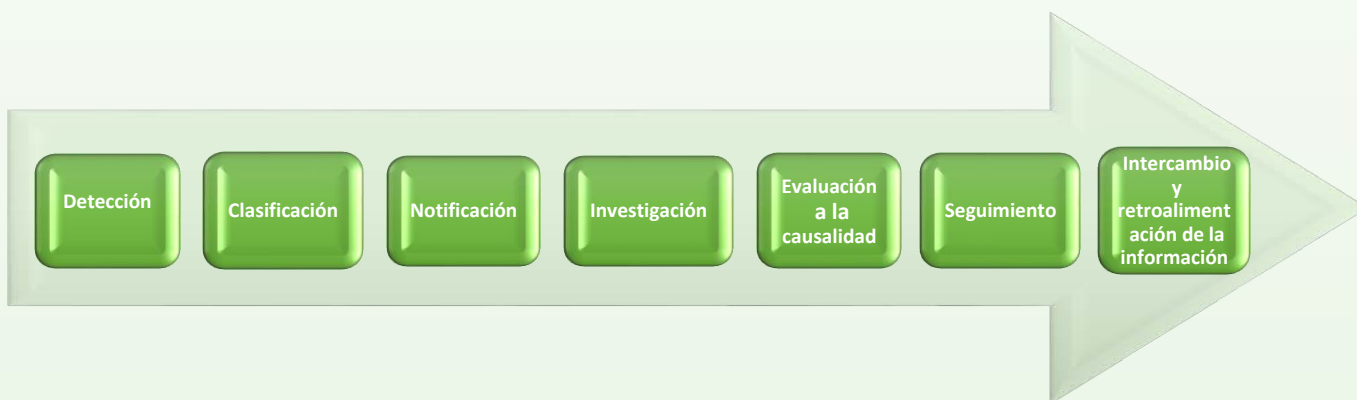 Detección
Clasificación
Notificación
Investigación
Evaluación
a la
causalidad
Seguimiento
Intercambio
y
retroaliment
ación de la
información